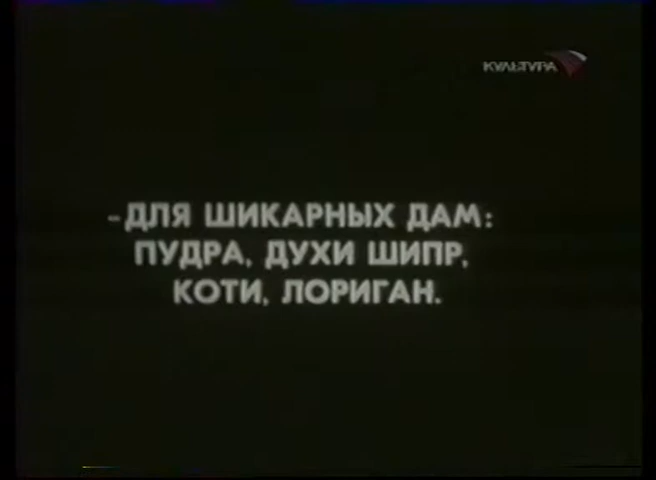 КУЛЬТУРА
-ДЛЯ ШИКАРНЫХ ДАМ:
ПУДРА, ДУХИ ШИПР,
КОТИ, ЛОРИГАН.